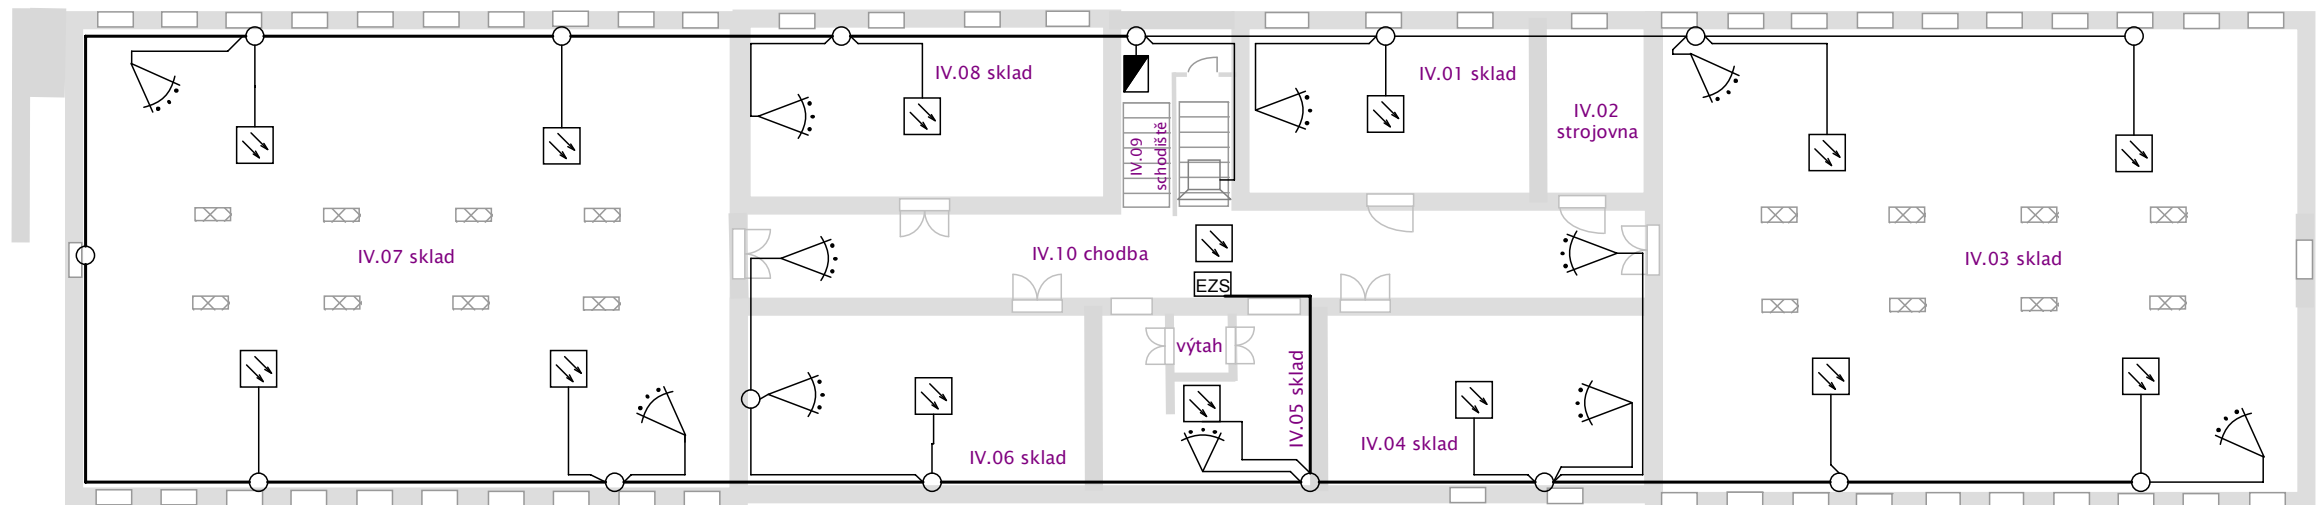 IV.08 sklad
IV.01 sklad
IV.02
strojovna
IV.09
schodiště
IV.07 sklad
IV.10 chodba
IV.03 sklad
EZS
výtah
IV.05 sklad
IV.06 sklad
IV.04 sklad